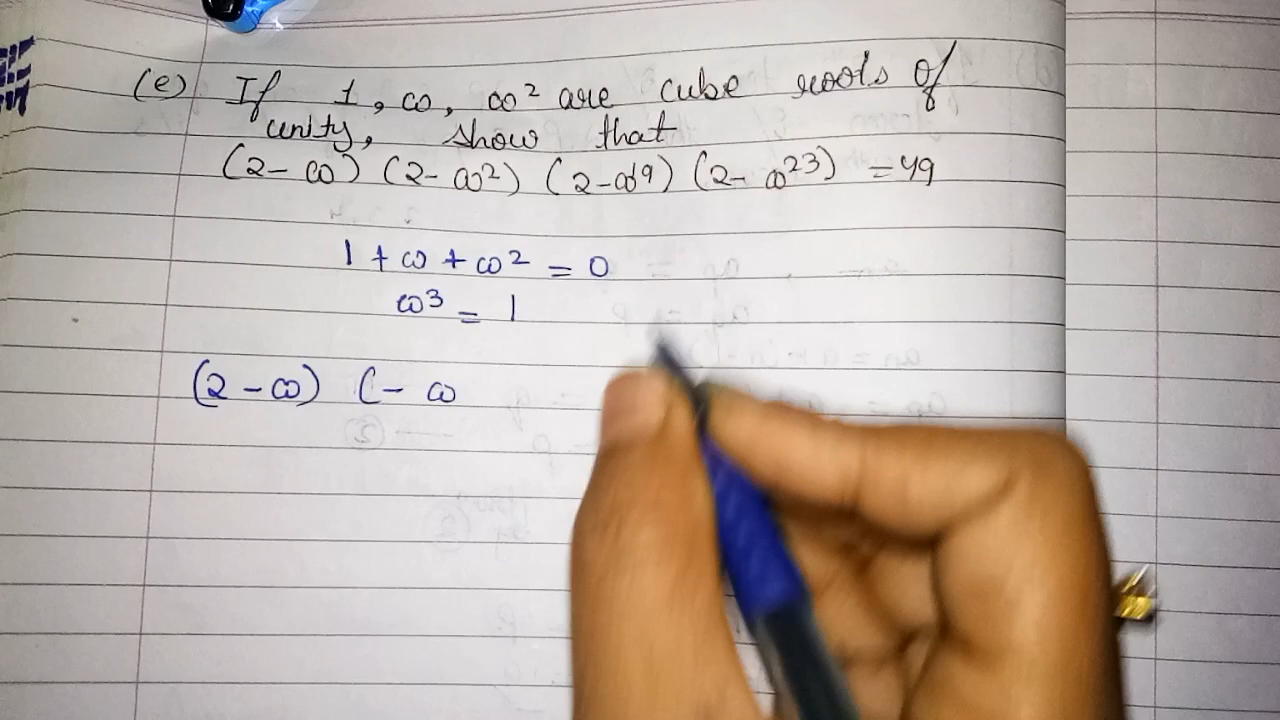 (e) If 1, ω, ω² are cube roots of
unity, show that
(2-ω) (2-ω²) (2-ω19) (2-ω²³) = 49
1 + ω + ω² = 0
ω³ = 1
(2-ω) (- ω